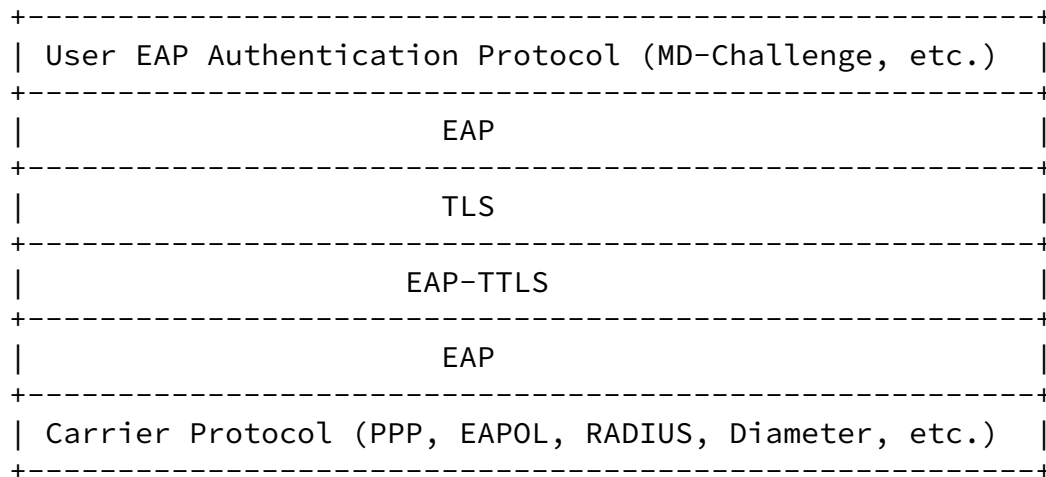 User EAP Authentication Protocol (MD-Challenge, etc.)
EAP
TLS
EAP-TTLS
EAP
Carrier Protocol (PPP, EAPOL, RADIUS, Diameter, etc.)